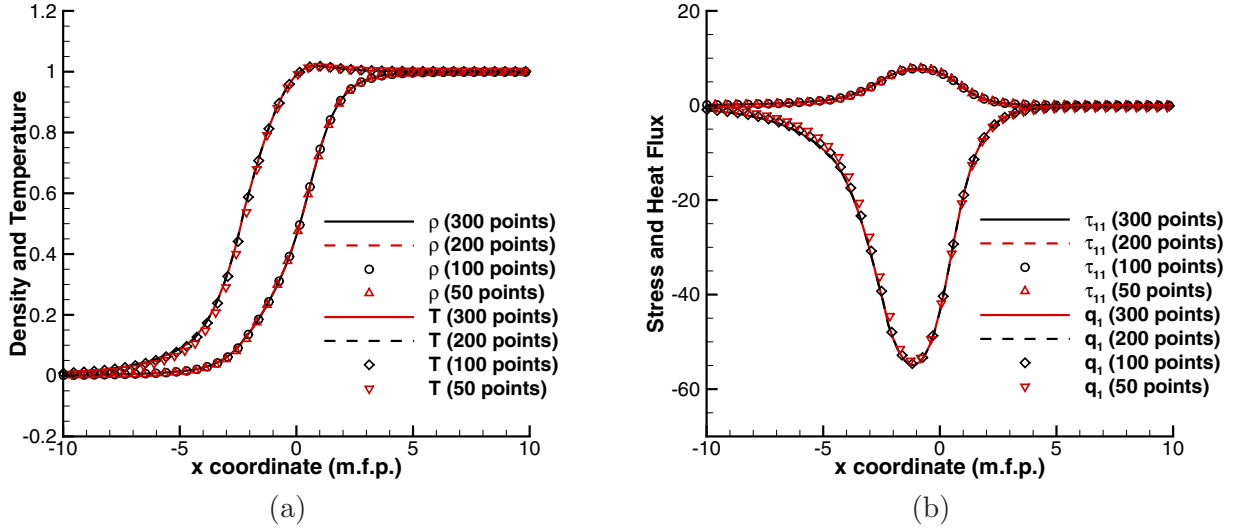 1.2
1
0.8
0.6
0.4
0.2
0
-0.2
Density and Temperature
-10
-5
0
5
10
x coordinate (m.f.p.)
ρ (300 points)
ρ (200 points)
ρ (100 points)
ρ (50 points)
T (300 points)
T (200 points)
T (100 points)
T (50 points)
(a)
20
0
-20
-40
-60
Stress and Heat Flux
-10
-5
0
5
10
x coordinate (m.f.p.)
τ₁₁ (300 points)
τ₁₁ (200 points)
τ₁₁ (100 points)
τ₁₁ (50 points)
q₁ (300 points)
q₁ (200 points)
q₁ (100 points)
q₁ (50 points)
(b)